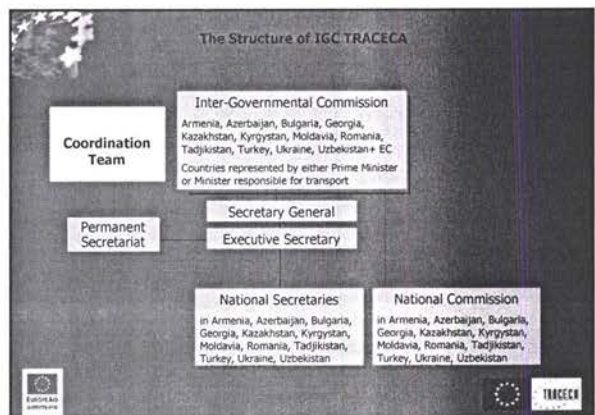 The Structure of IGC TRACECA
Inter-Governmental Commission
Armenia, Azerbaijan, Bulgaria, Georgia,
Kazakhstan, Kyrgystan, Moldavia, Romania,
Tadjikistan, Turkey, Ukraine, Uzbekistan+ EC
Countries represented by either Prime Minister
or Minister responsible for transport
Coordination
Team
Secretary General
Permanent
Secretariat
Executive Secretary
National Secretaries
in Armenia, Azerbaijan, Bulgaria,
Georgia, Kazakhstan, Kyrgystan,
Moldavia, Romania, Tadjikistan,
Turkey, Ukraine, Uzbekistan
National Commission
in Armenia, Azerbaijan, Bulgaria,
Georgia, Kazakhstan, Kyrgystan,
Moldavia, Romania, Tadjikistan,
Turkey, Ukraine, Uzbekistan
TRACECA